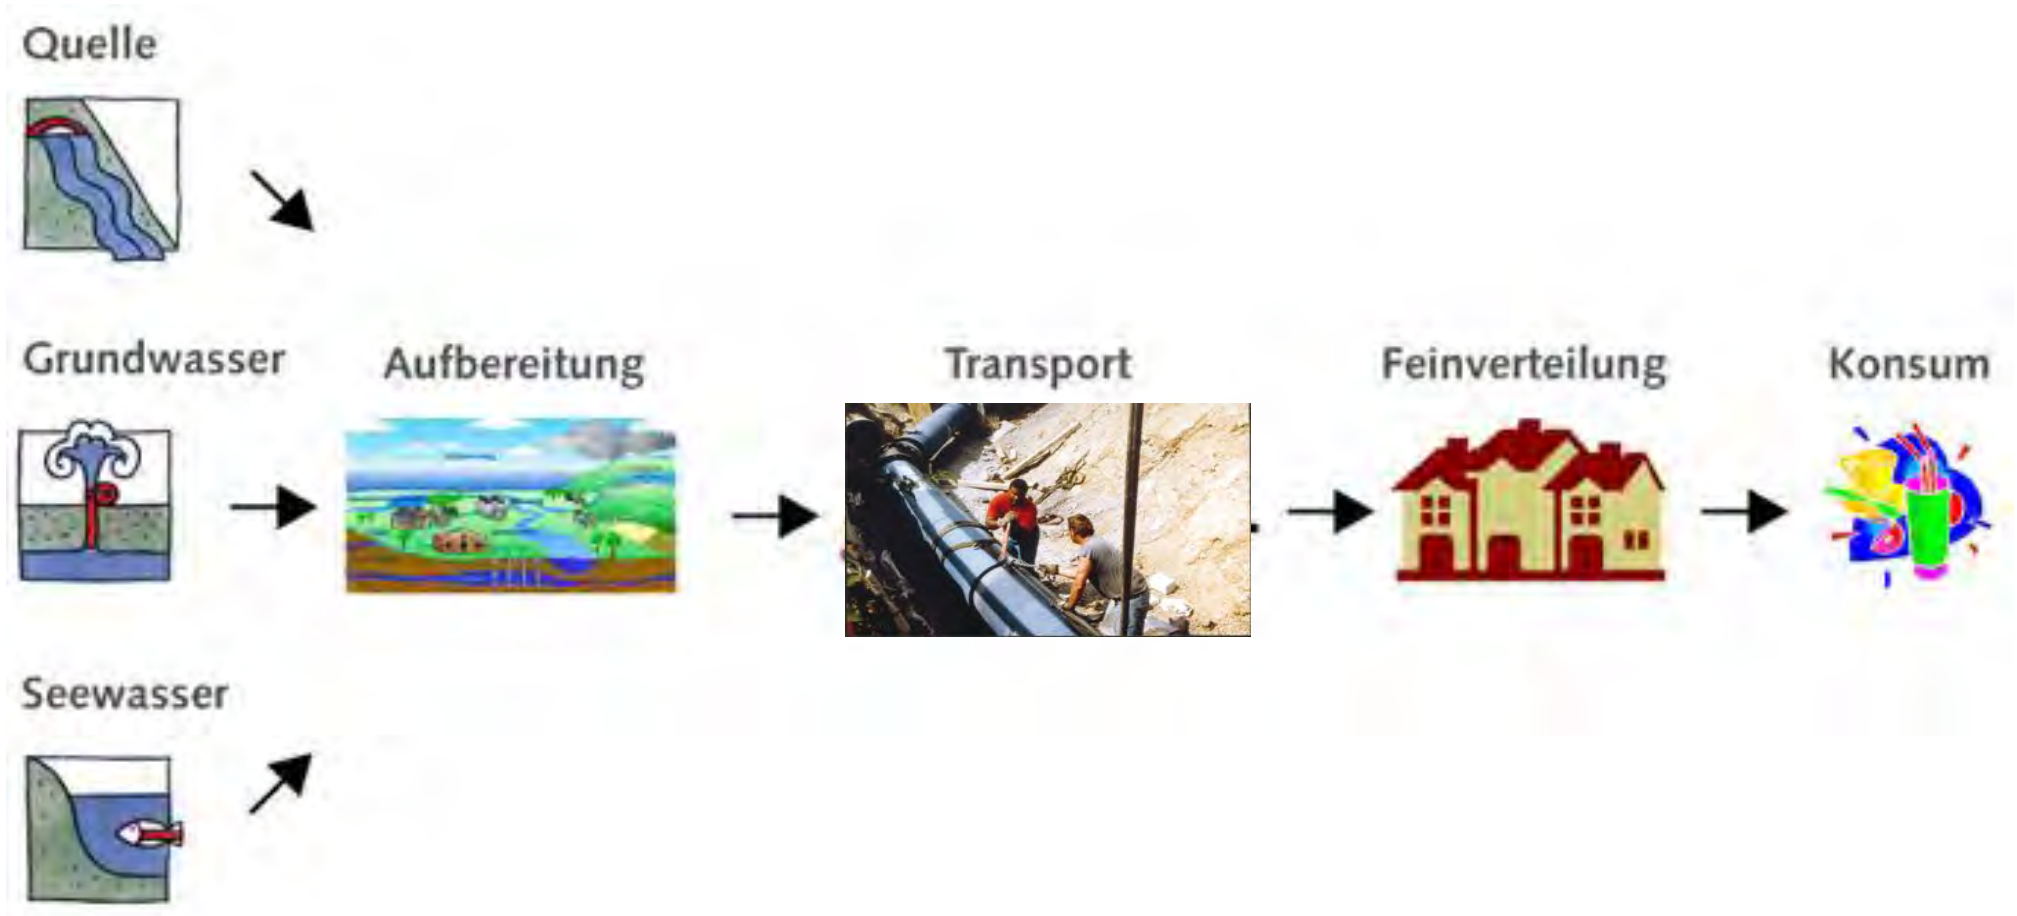 Quelle
Grundwasser
Aufbereitung
Transport
Feinverteilung
Konsum
Seewasser